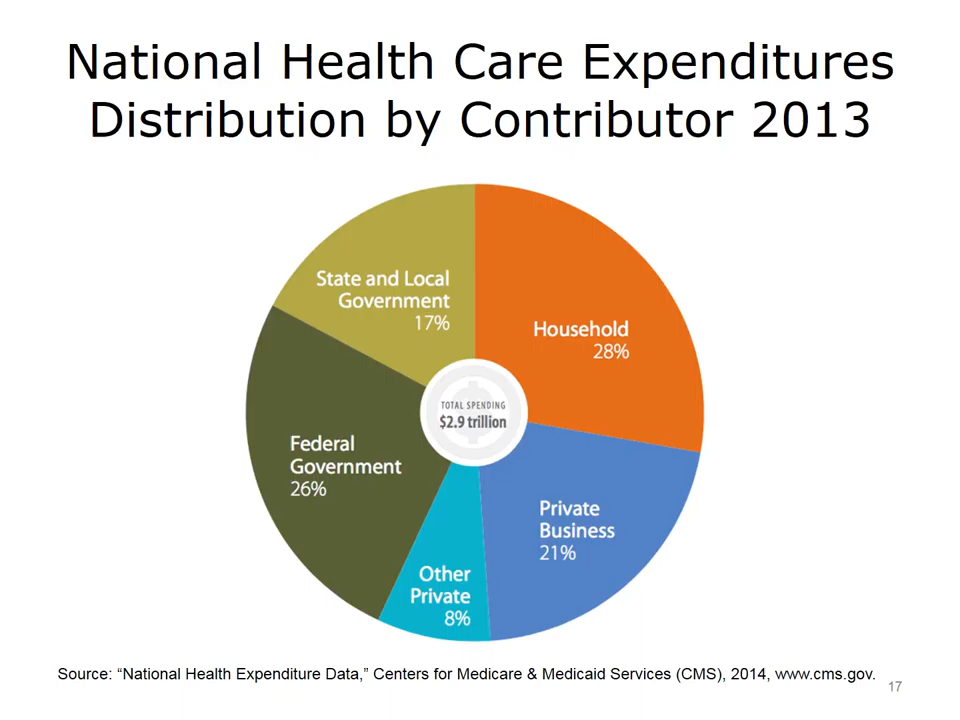 National Health Care Expenditures
Distribution by Contributor 2013
State and Local
Government
17%
Household
28%
TOTAL SPENDING
$2.9 trillion
Federal
Government
26%
Private
Business
21%
Other
Private
8%
Source: “National Health Expenditure Data,” Centers for Medicare & Medicaid Services (CMS), 2014, www.cms.gov.
17